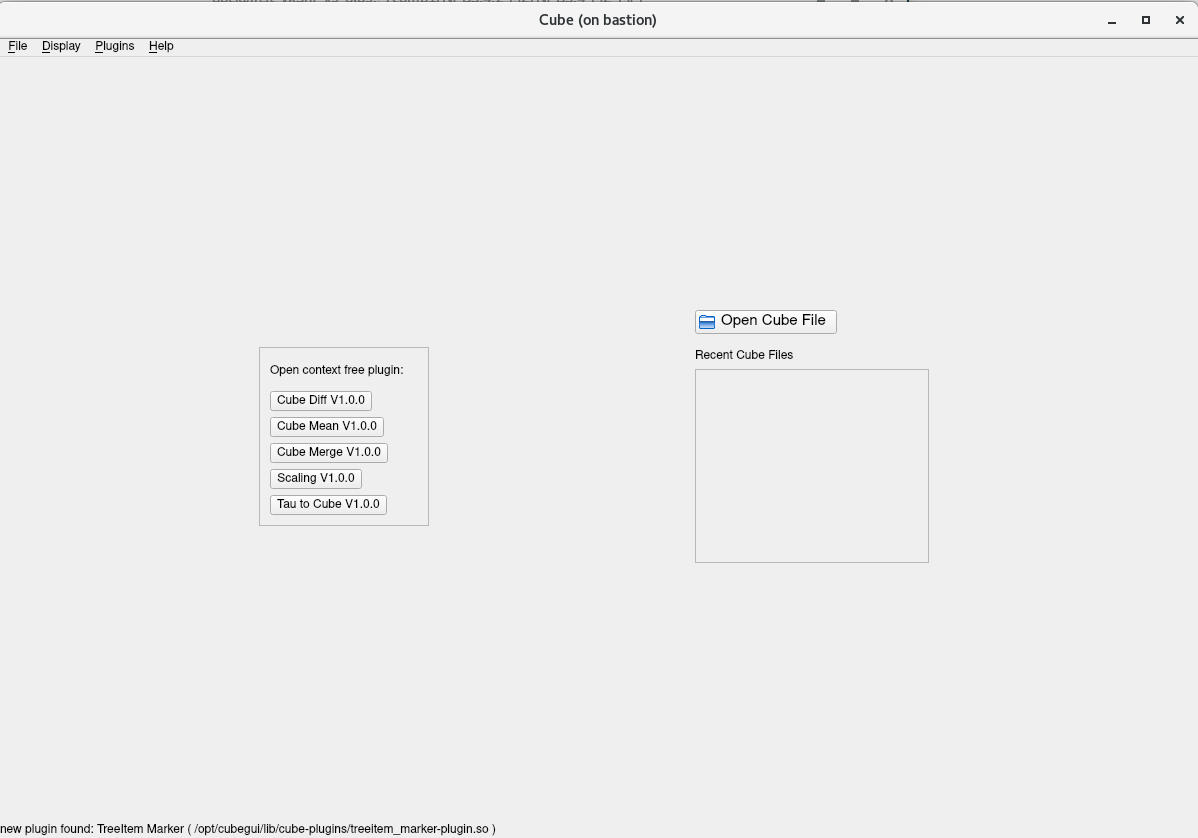 Cube (on bastion)
File Display Plugins Help
Open context free plugin:
Cube Diff V1.0.0
Cube Mean V1.0.0
Cube Merge V1.0.0
Scaling V1.0.0
Tau to Cube V1.0.0
Open Cube File
Recent Cube Files
new plugin found: TreeItem Marker ( /opt/cubegui/lib/cube-plugins/treeitem_marker-plugin.so )